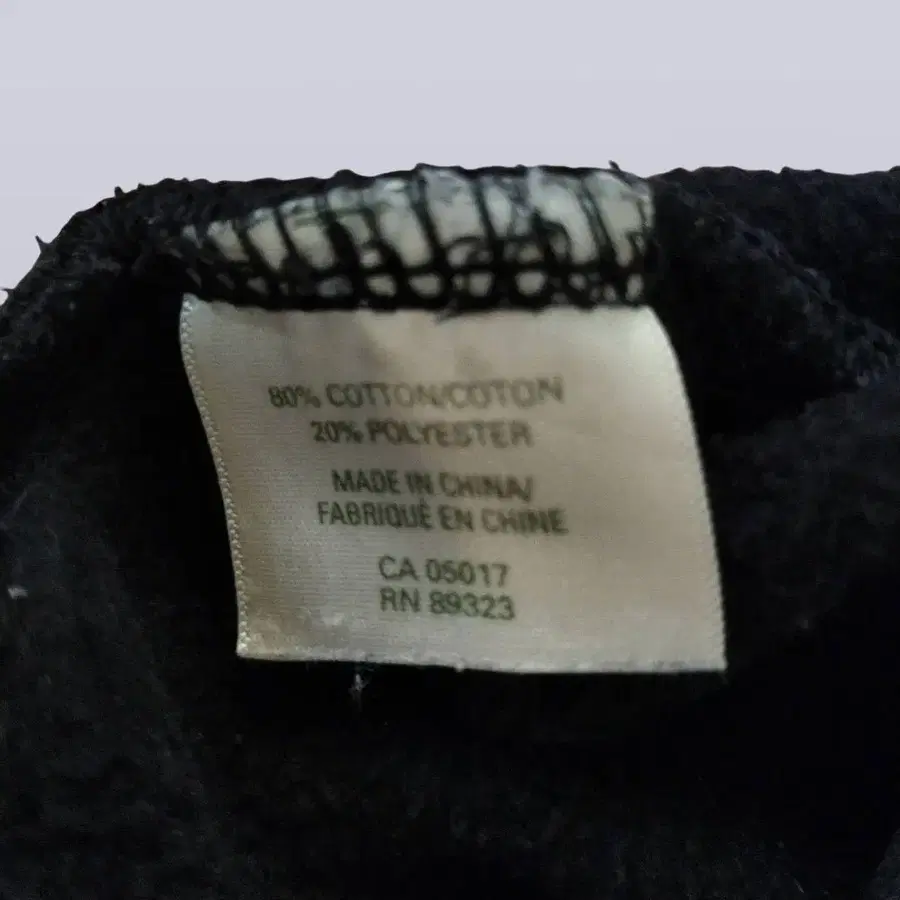 80% COTTON/COTON
20% POLYESTER
MADE IN CHINA/
FABRIQUÉ EN CHINE
CA 05017
RN 89323